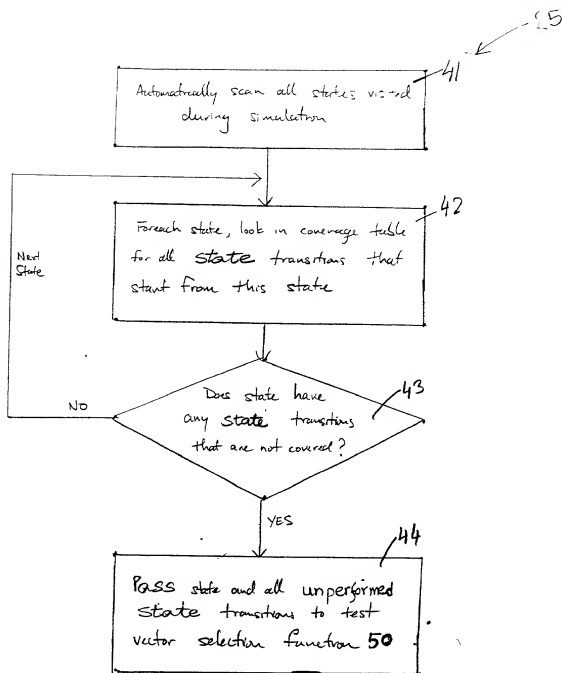 25
41
Automatically scan all states visited
during simulation
42
Foreach state, look in coverage table
for all state transitions that
start from this state
Next
State
43
Does state have
any state transitions
that are not covered?
NO
YES
44
Pass state and all unperformed
state transitions to test
vector selection function 50